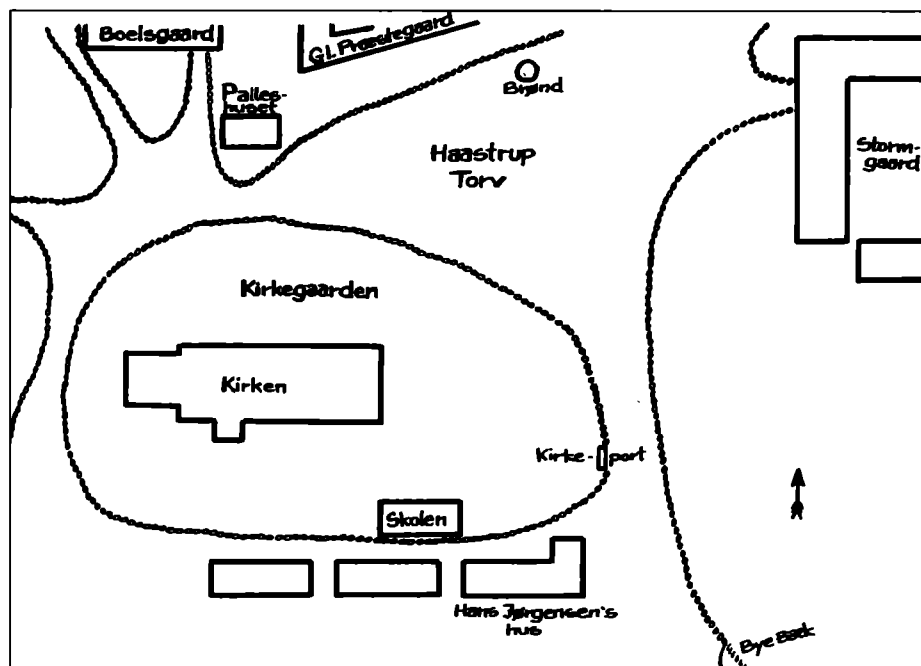 Boelsgaard
Gl. Præstegaard
Palles-
huset
Brønd
Haastrup
Torv
Storm-
gaard
Kirkegaarden
Kirken
Kirke-port
Skolen
Hans Jørgensen's
hus
Bye Bæk